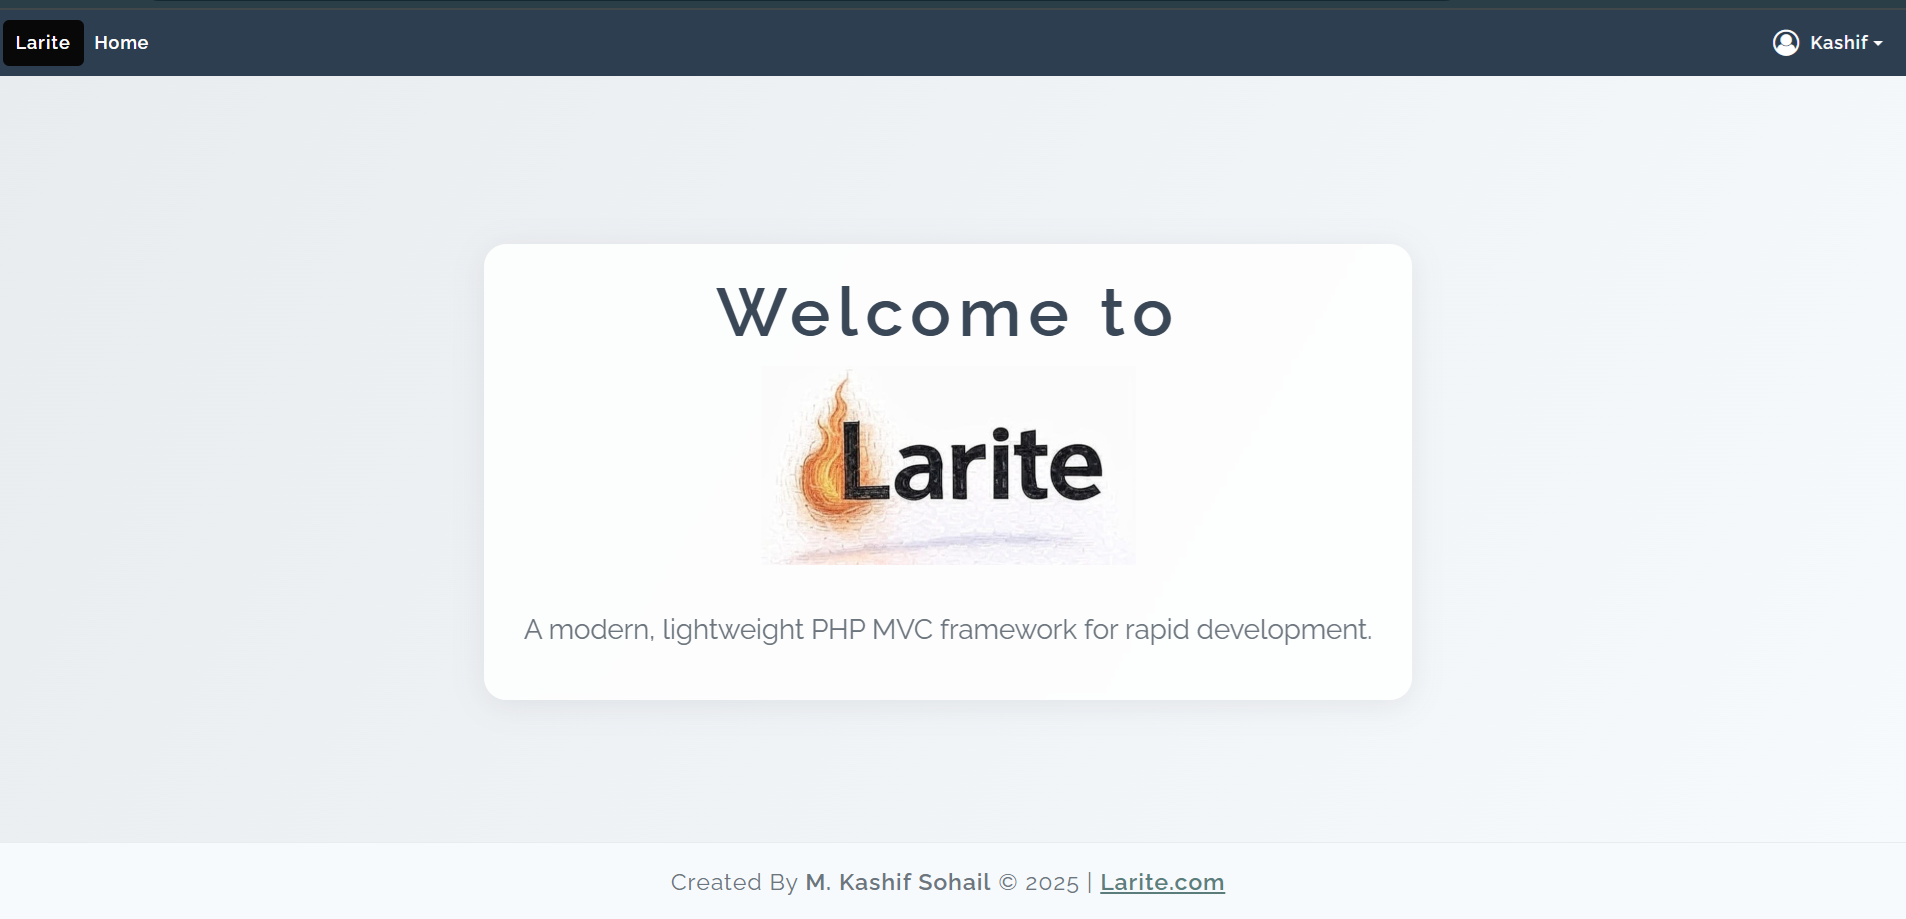 Larite Home Kashif
Welcome to
Larite
A modern, lightweight PHP MVC framework for rapid development.
Created By M. Kashif Sohail © 2025 | Larite.com